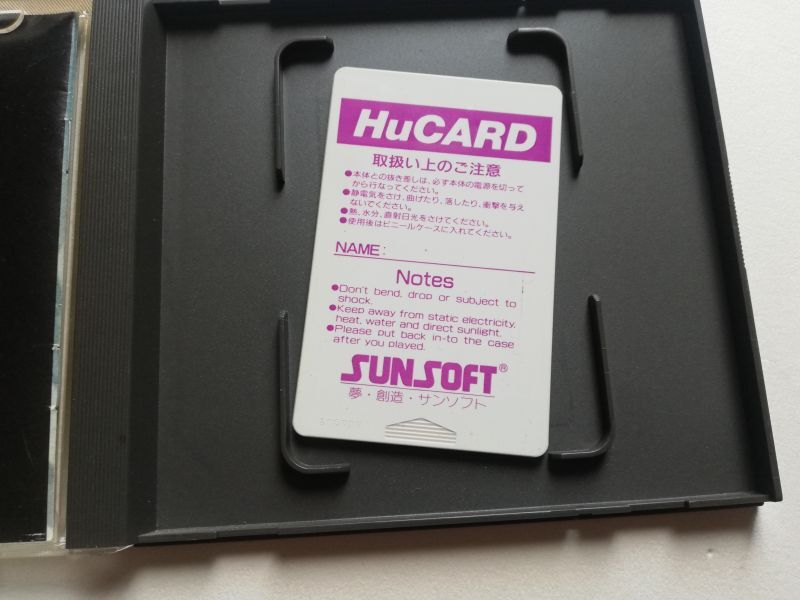 HuCARD
取扱い上のご注意
●本体との抜き差しは、必ず本体の電源を切って
から行なってください。
●静電気をさけ、曲げたり、落したり、衝撃を与え
ないでください。
●熱、水分、直射日光をさけてください。
●使用後はビニールケースに入れてください。
NAME:
Notes
●Don't bend, drop or subject to
shock.
●Keep away from static electricity,
heat, water and direct sunlight.
●Please put back in-to the case
after you played.
SUNSOFT®
夢・創造・サンソフト